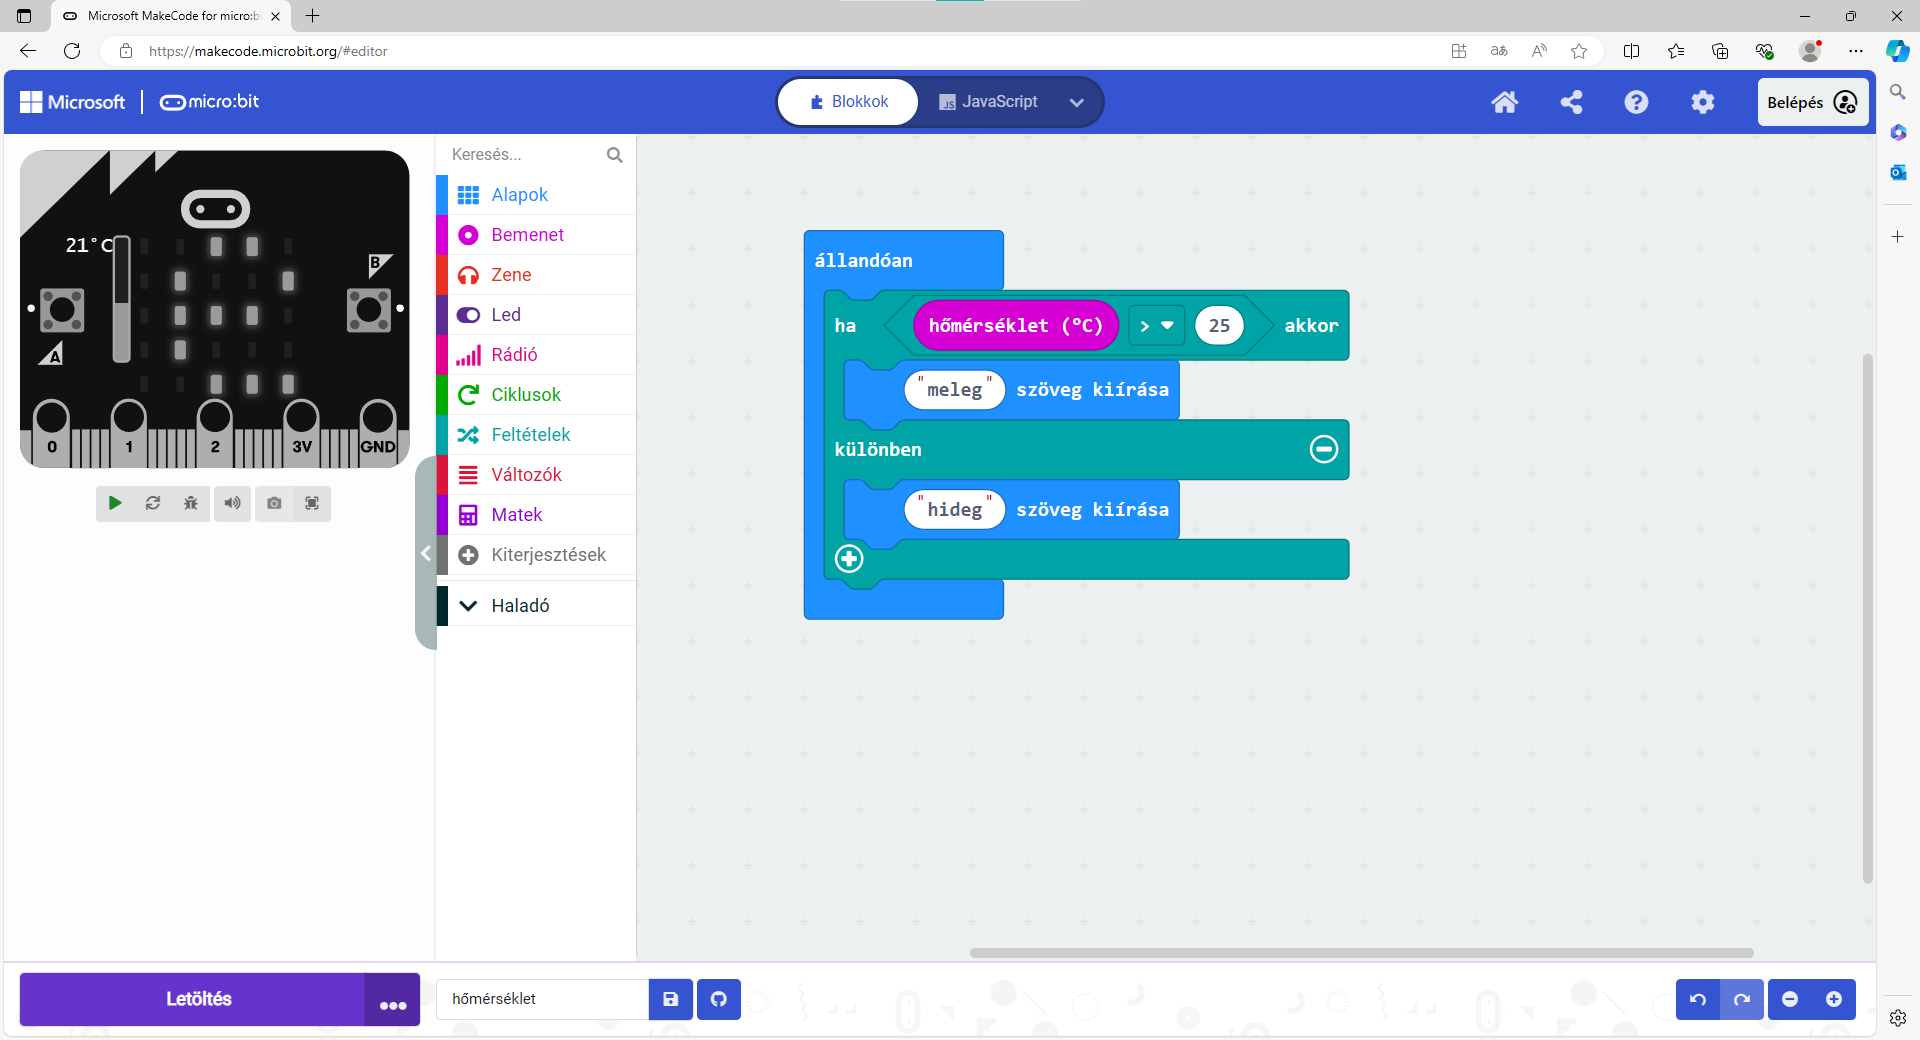 Microsoft MakeCode for micro:bi
https://makecode.microbit.org/#editor
Microsoft
micro:bit
Blokkok
JavaScript
Belépés
21°C
B
A
0
1
2
3V
GND
Keresés...
Alapok
Bemenet
Zene
Led
Rádió
Ciklusok
Feltételek
Változók
Matek
Kiterjesztések
Haladó
állandóan
ha hőmérséklet (°C) > 25 akkor
"meleg" szöveg kiírása
különben
"hideg" szöveg kiírása
Letöltés
hőmérséklet